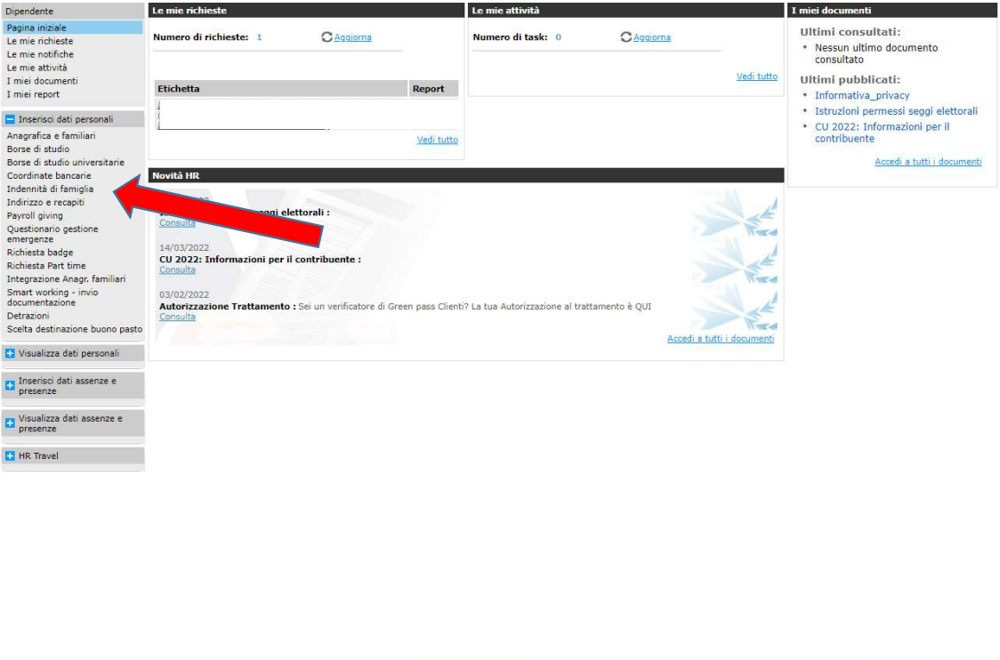 Dipendente
Pagina iniziale
Le mie richieste
Le mie notifiche
Le mie attività
I miei documenti
I miei report
Inserisci dati personali
Anagrafica e familiari
Borse di studio
Borse di studio universitarie
Coordinate bancarie
Indennità di famiglia
Indirizzo e recapiti
Payroll giving
Questionario gestione
emergenze
Richiesta badge
Richiesta Part time
Integrazione Anagr. familiari
Smart working - invio
documentazione
Detrazioni
Scelta destinazione buono pasto
Visualizza dati personali
Inserisci dati assenze e
presenze
Visualizza dati assenze e
presenze
HR Travel
Le mie richieste
Numero di richieste: 1 Aggiorna
Etichetta Report
Vedi tutto
Le mie attività
Numero di task: 0 Aggiorna
Vedi tutto
Novità HR
elettorali :
Consulta
14/03/2022
CU 2022: Informazioni per il contribuente :
Consulta
03/02/2022
Autorizzazione Trattamento : Sei un verificatore di Green pass Clienti? La tua Autorizzazione al trattamento è QUI
Consulta
Accedi a tutti i documenti
I miei documenti
Ultimi consultati:
Nessun ultimo documento
consultato
Ultimi pubblicati:
Informativa_privacy
Istruzioni permessi seggi elettorali
CU 2022: Informazioni per il
contribuente
Accedi a tutti i documenti